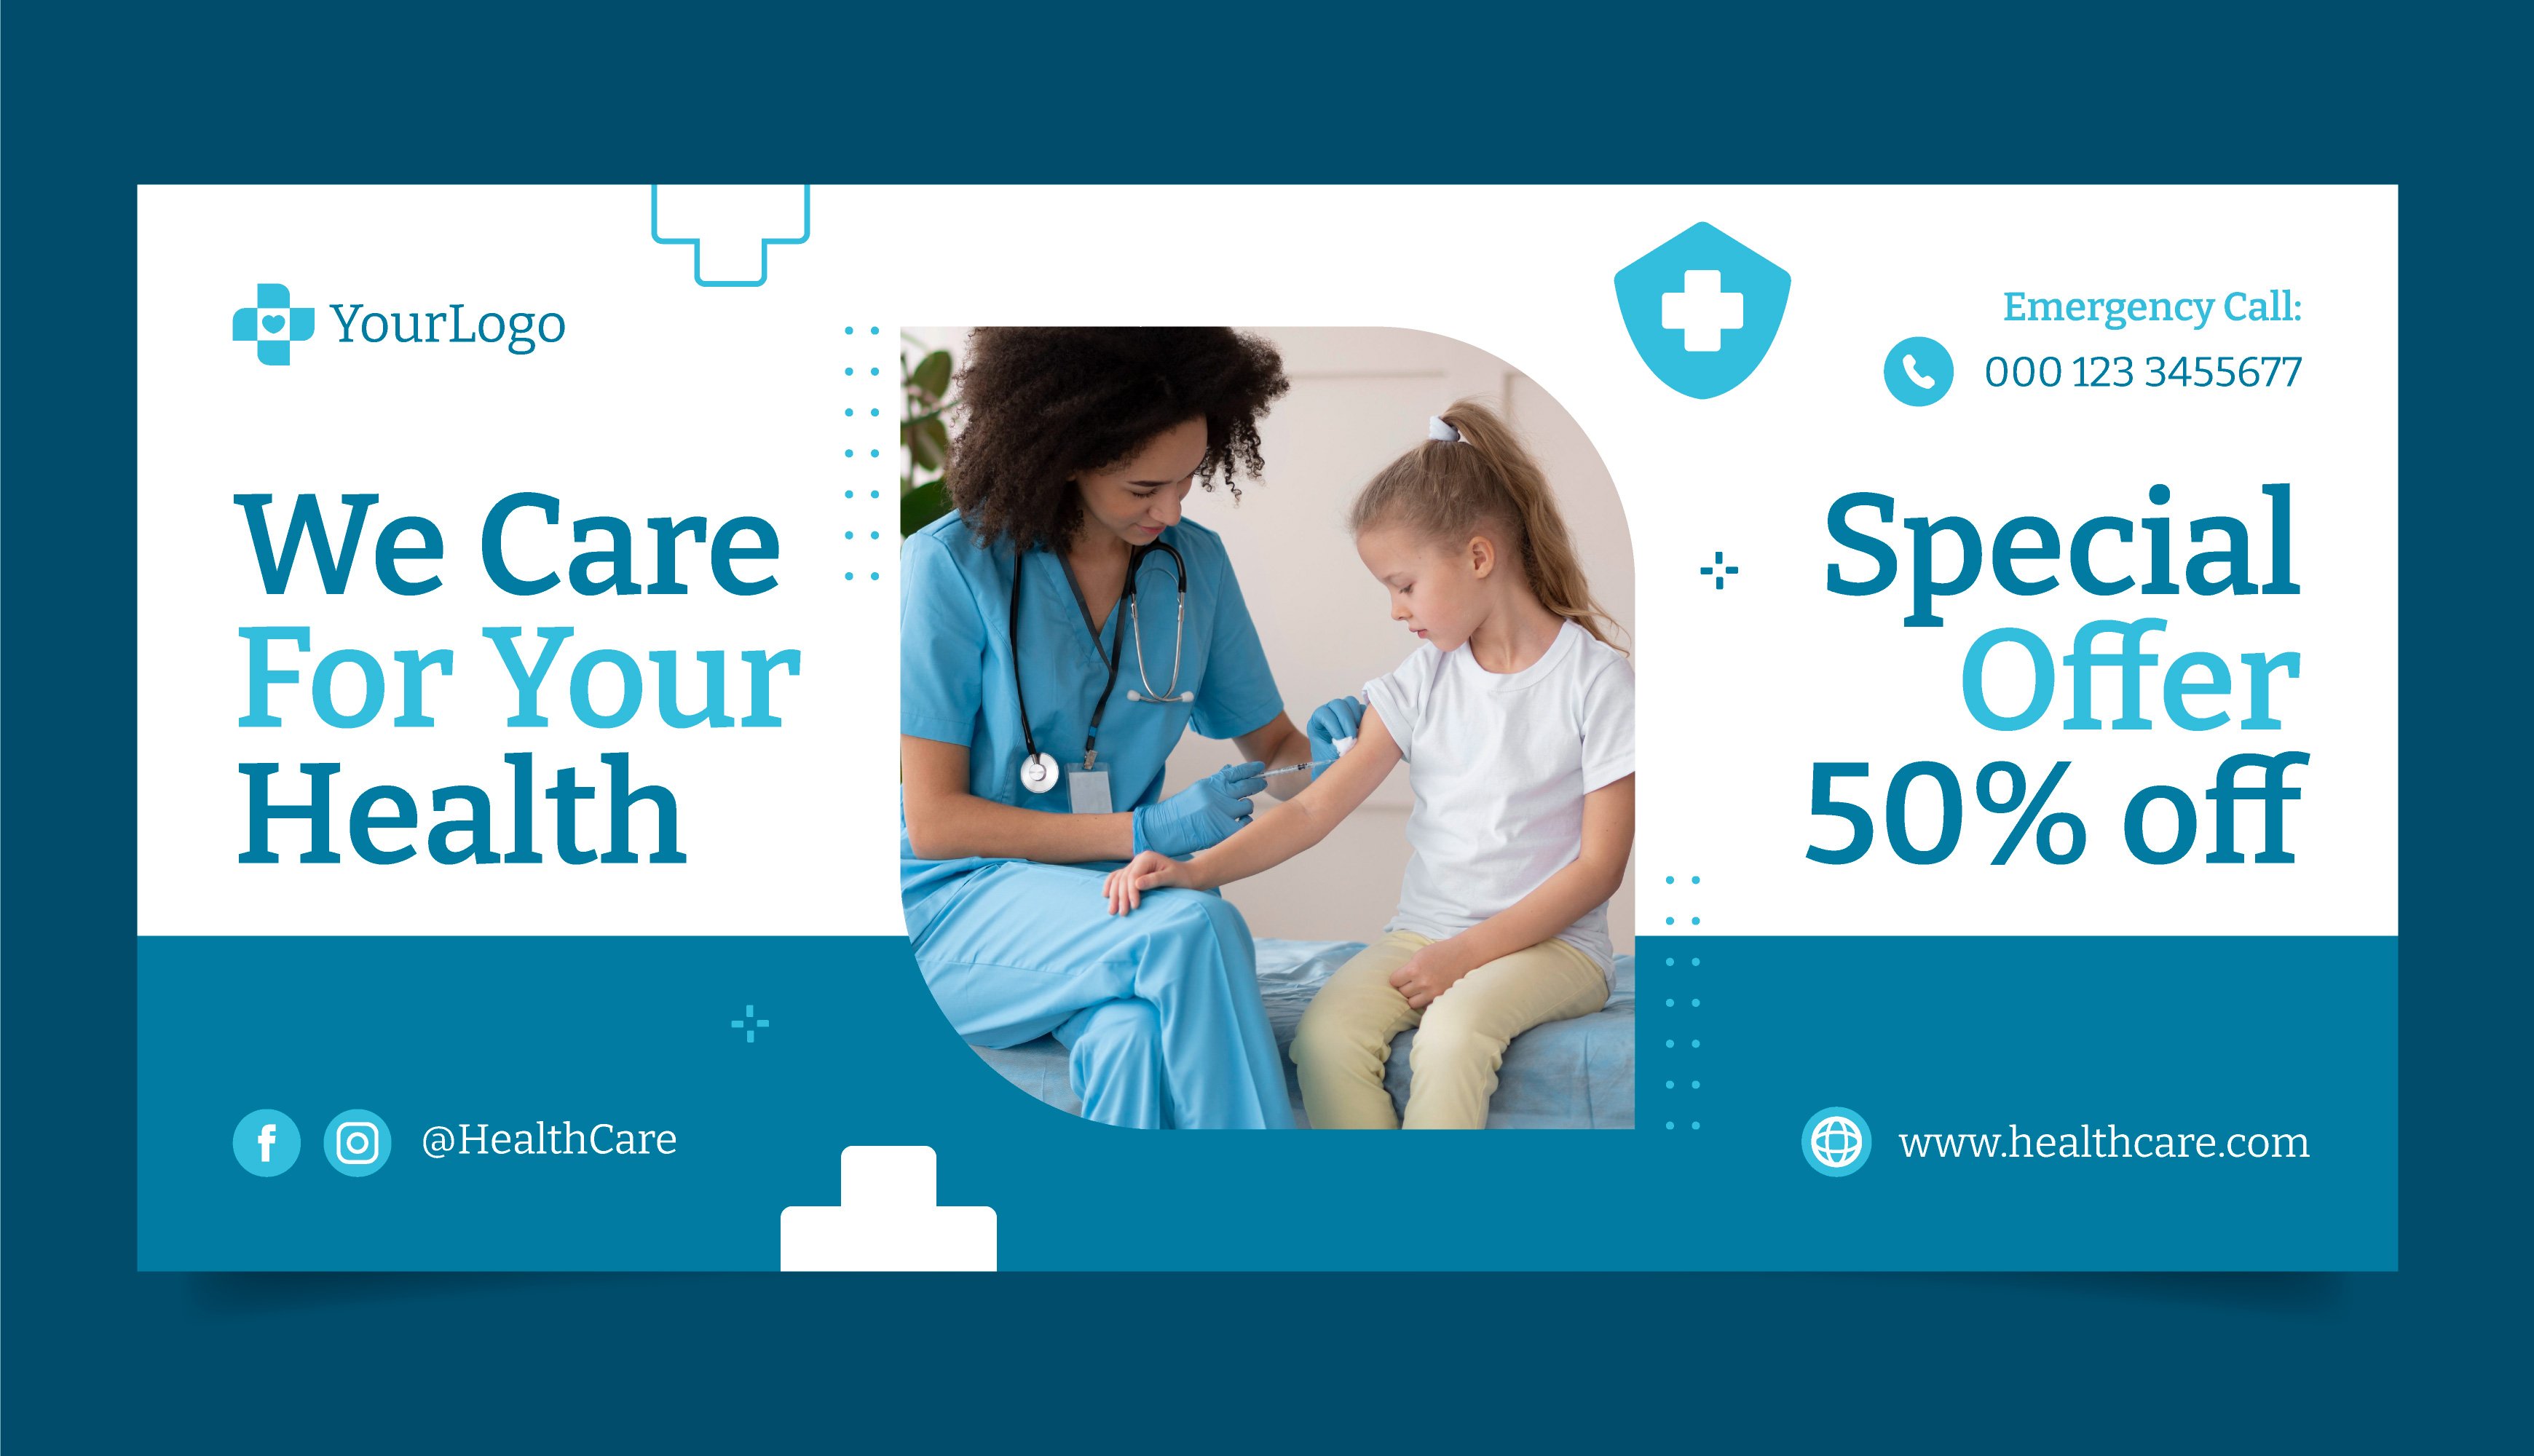 YourLogo
We Care
For Your
Health
Emergency Call:
000 123 3455677
Special
Offer
50% off
@HealthCare
www.healthcare.com